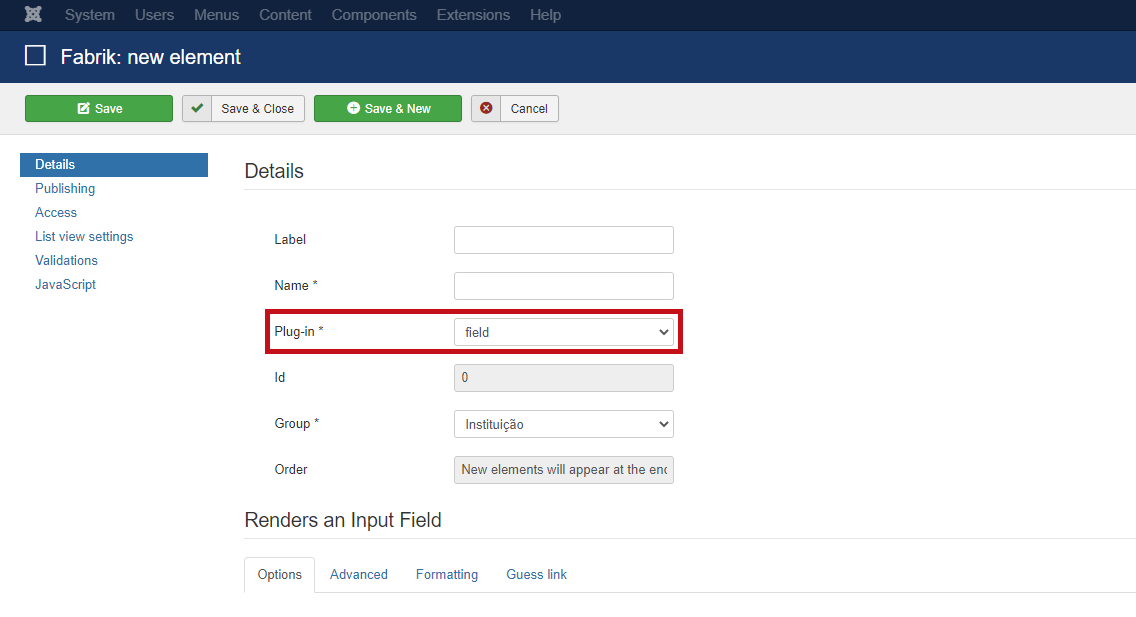 System Users Menus Content Components Extensions Help
Fabrik: new element
Save Save & Close Save & New Cancel
Details
Publishing
Access
List view settings
Validations
JavaScript
Details
Label
Name *
Plug-in * field
Id 0
Group * Instituição
Order New elements will appear at the end
Renders an Input Field
Options Advanced Formatting Guess link